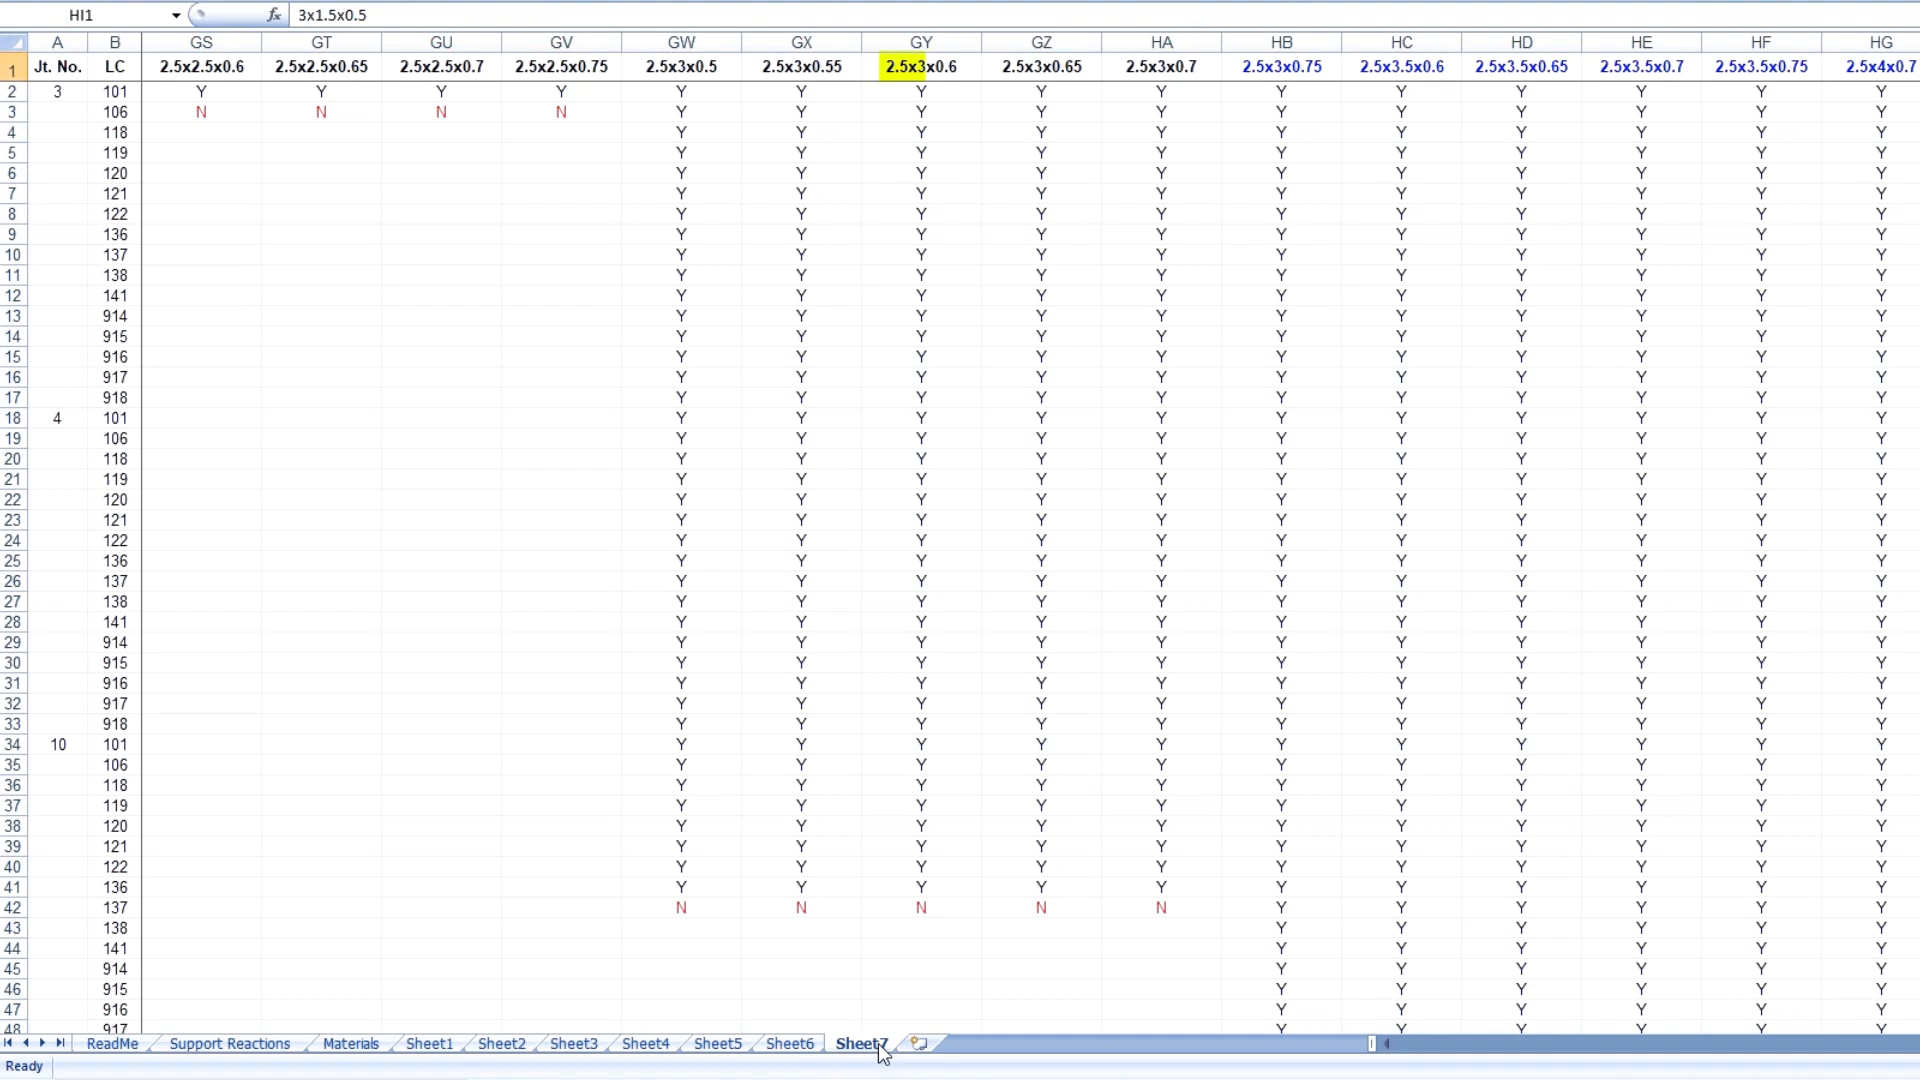 HI1 fx 3x1.5x0.5
A B GS GT GU GV GW GX GY GZ HA HB HC HD HE HF HG
1 Jt. No. LC 2.5x2.5x0.6 2.5x2.5x0.65 2.5x2.5x0.7 2.5x2.5x0.75 2.5x3x0.5 2.5x3x0.55 2.5x3x0.6 2.5x3x0.65 2.5x3x0.7 2.5x3x0.75 2.5x3.5x0.6 2.5x3.5x0.65 2.5x3.5x0.7 2.5x3.5x0.75 2.5x4x0.7
2 3 101 Y Y Y Y Y Y Y Y Y Y Y Y Y Y Y
3 106 N N N N Y Y Y Y Y Y Y Y Y Y Y
4 118 Y Y Y Y Y Y Y Y Y Y Y
5 119 Y Y Y Y Y Y Y Y Y Y Y
6 120 Y Y Y Y Y Y Y Y Y Y Y
7 121 Y Y Y Y Y Y Y Y Y Y Y
8 122 Y Y Y Y Y Y Y Y Y Y Y
9 136 Y Y Y Y Y Y Y Y Y Y Y
10 137 Y Y Y Y Y Y Y Y Y Y Y
11 138 Y Y Y Y Y Y Y Y Y Y Y
12 141 Y Y Y Y Y Y Y Y Y Y Y
13 914 Y Y Y Y Y Y Y Y Y Y Y
14 915 Y Y Y Y Y Y Y Y Y Y Y
15 916 Y Y Y Y Y Y Y Y Y Y Y
16 917 Y Y Y Y Y Y Y Y Y Y Y
17 918 Y Y Y Y Y Y Y Y Y Y Y
18 4 101 Y Y Y Y Y Y Y Y Y Y Y
19 106 Y Y Y Y Y Y Y Y Y Y Y
20 118 Y Y Y Y Y Y Y Y Y Y Y
21 119 Y Y Y Y Y Y Y Y Y Y Y
22 120 Y Y Y Y Y Y Y Y Y Y Y
23 121 Y Y Y Y Y Y Y Y Y Y Y
24 122 Y Y Y Y Y Y Y Y Y Y Y
25 136 Y Y Y Y Y Y Y Y Y Y Y
26 137 Y Y Y Y Y Y Y Y Y Y Y
27 138 Y Y Y Y Y Y Y Y Y Y Y
28 141 Y Y Y Y Y Y Y Y Y Y Y
29 914 Y Y Y Y Y Y Y Y Y Y Y
30 915 Y Y Y Y Y Y Y Y Y Y Y
31 916 Y Y Y Y Y Y Y Y Y Y Y
32 917 Y Y Y Y Y Y Y Y Y Y Y
33 918 Y Y Y Y Y Y Y Y Y Y Y
34 10 101 Y Y Y Y Y Y Y Y Y Y Y
35 106 Y Y Y Y Y Y Y Y Y Y Y
36 118 Y Y Y Y Y Y Y Y Y Y Y
37 119 Y Y Y Y Y Y Y Y Y Y Y
38 120 Y Y Y Y Y Y Y Y Y Y Y
39 121 Y Y Y Y Y Y Y Y Y Y Y
40 122 Y Y Y Y Y Y Y Y Y Y Y
41 136 Y Y Y Y Y Y Y Y Y Y Y
42 137 N N N N N Y Y Y Y Y Y
43 138 Y Y Y Y Y Y
44 141 Y Y Y Y Y Y
45 914 Y Y Y Y Y Y
46 915 Y Y Y Y Y Y
47 916 Y Y Y Y Y Y
48 917 Y Y Y Y Y Y
ReadMe Support Reactions Materials Sheet1 Sheet2 Sheet3 Sheet4 Sheet5 Sheet6 Sheet7
Ready